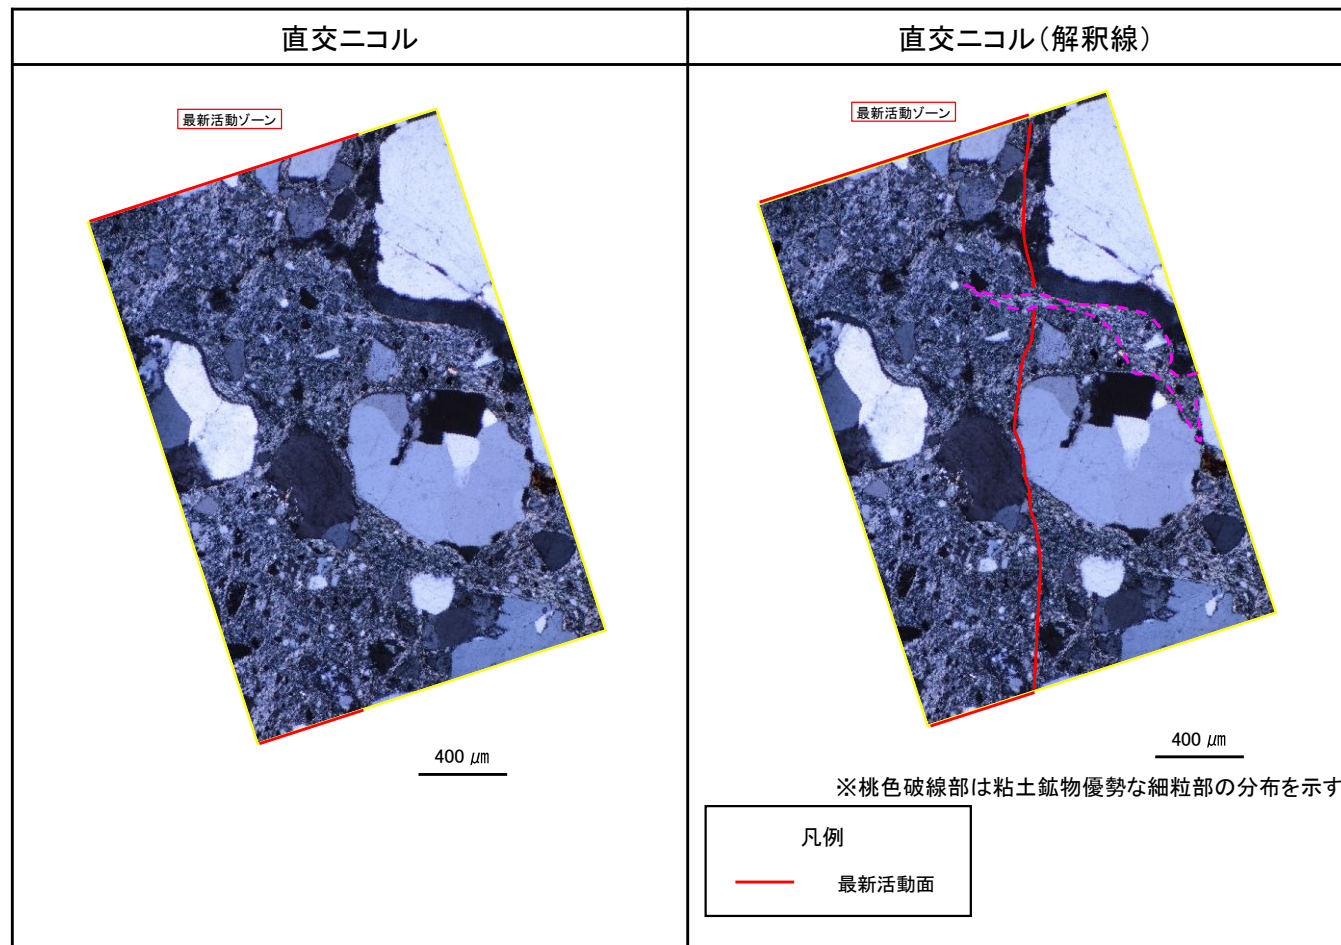 直交ニコル
直交ニコル(解釈線)
最新活動ゾーン
最新活動ゾーン
400 ㎛
400 ㎛
※桃色破線部は粘土鉱物優勢な細粒部の分布を示す
凡例
最新活動面